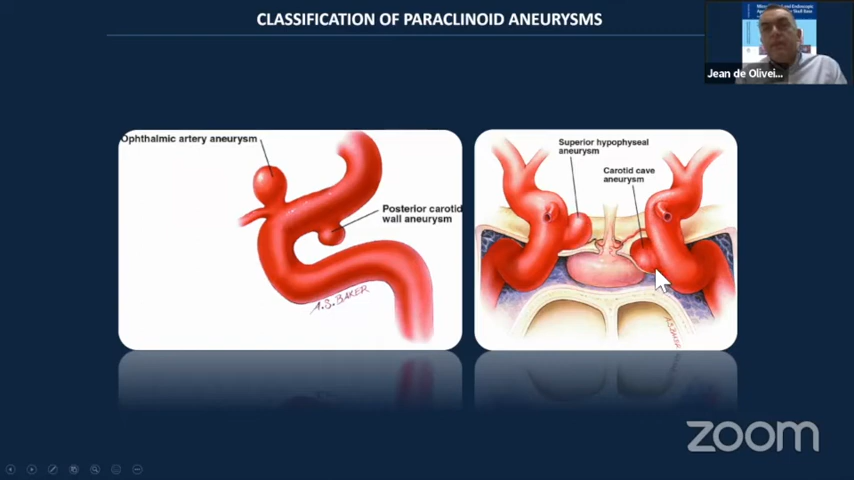 CLASSIFICATION OF PARACLINOID ANEURYSMS
Jean de Olivei...
Ophthalmic artery aneurysm
Posterior carotid
wall aneurysm
A.S. BAKER
Superior hypophyseal
aneurysm
Carotid cave
aneurysm
A.S. BAKER
zoom